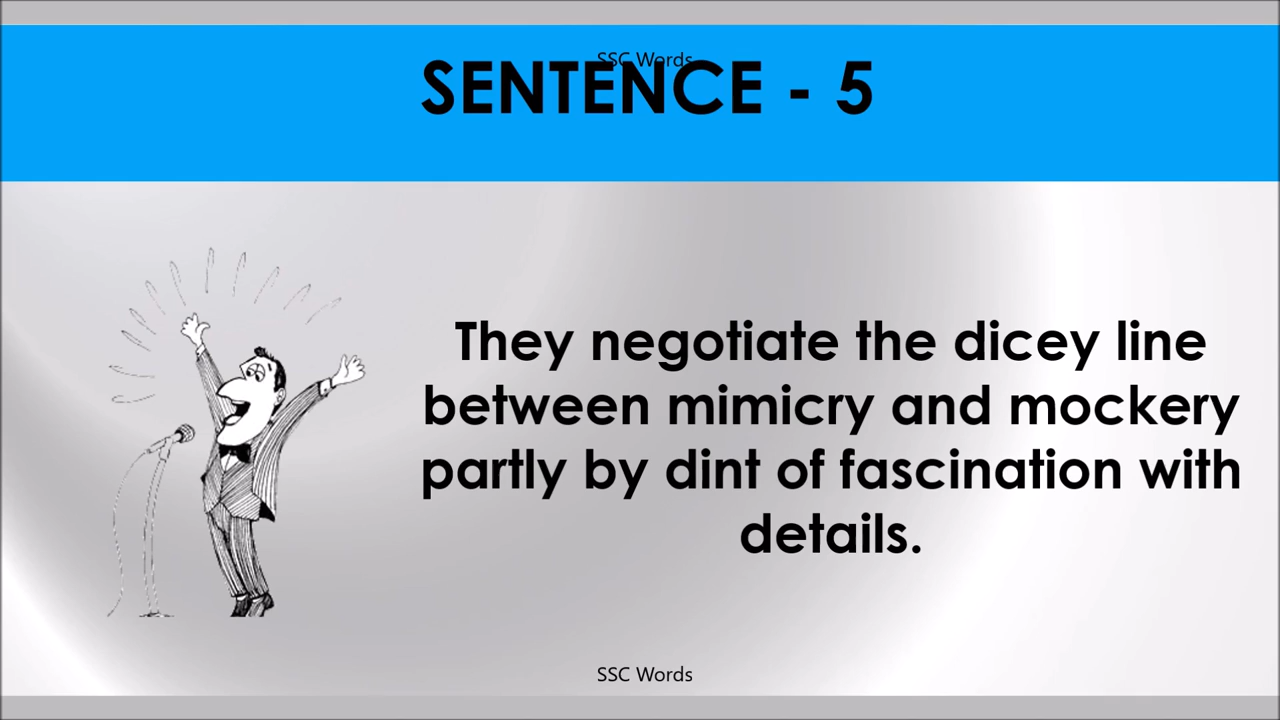 SSC Words
SENTENCE - 5
They negotiate the dicey line
between mimicry and mockery
partly by dint of fascination with
details.
SSC Words